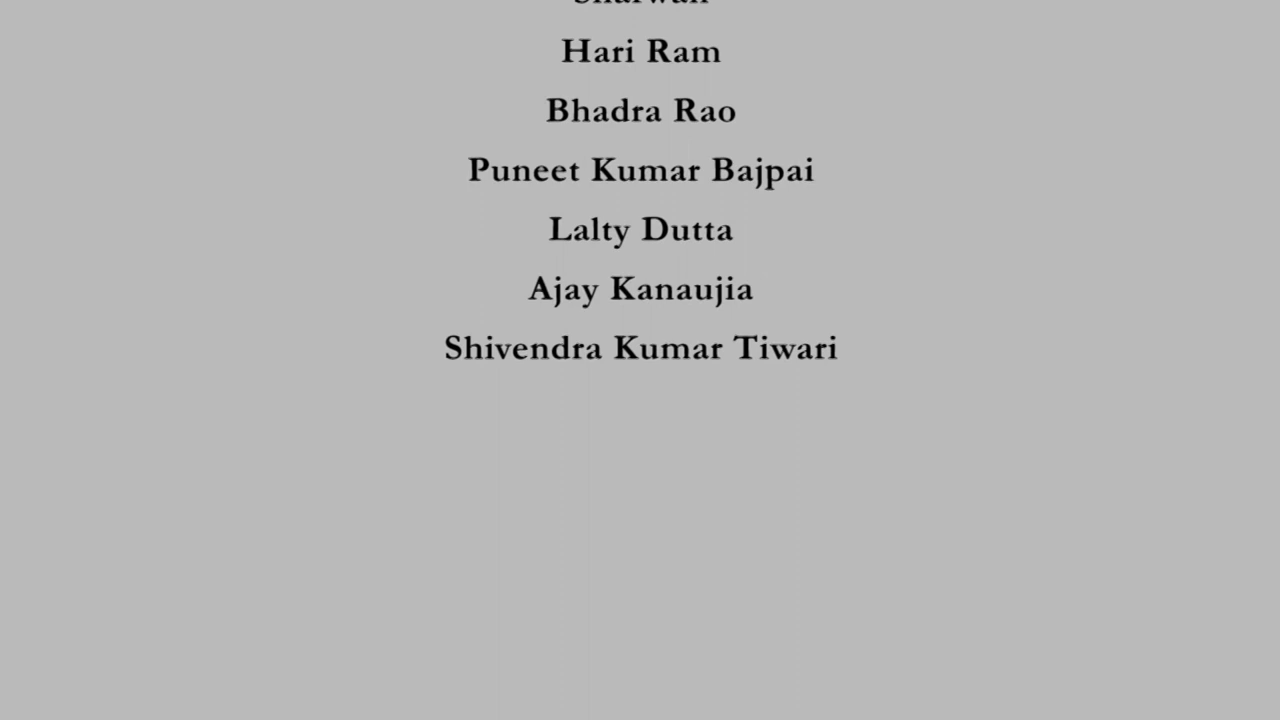 Hari Ram
Bhadra Rao
Puneet Kumar Bajpai
Lalty Dutta
Ajay Kanaujia
Shivendra Kumar Tiwari